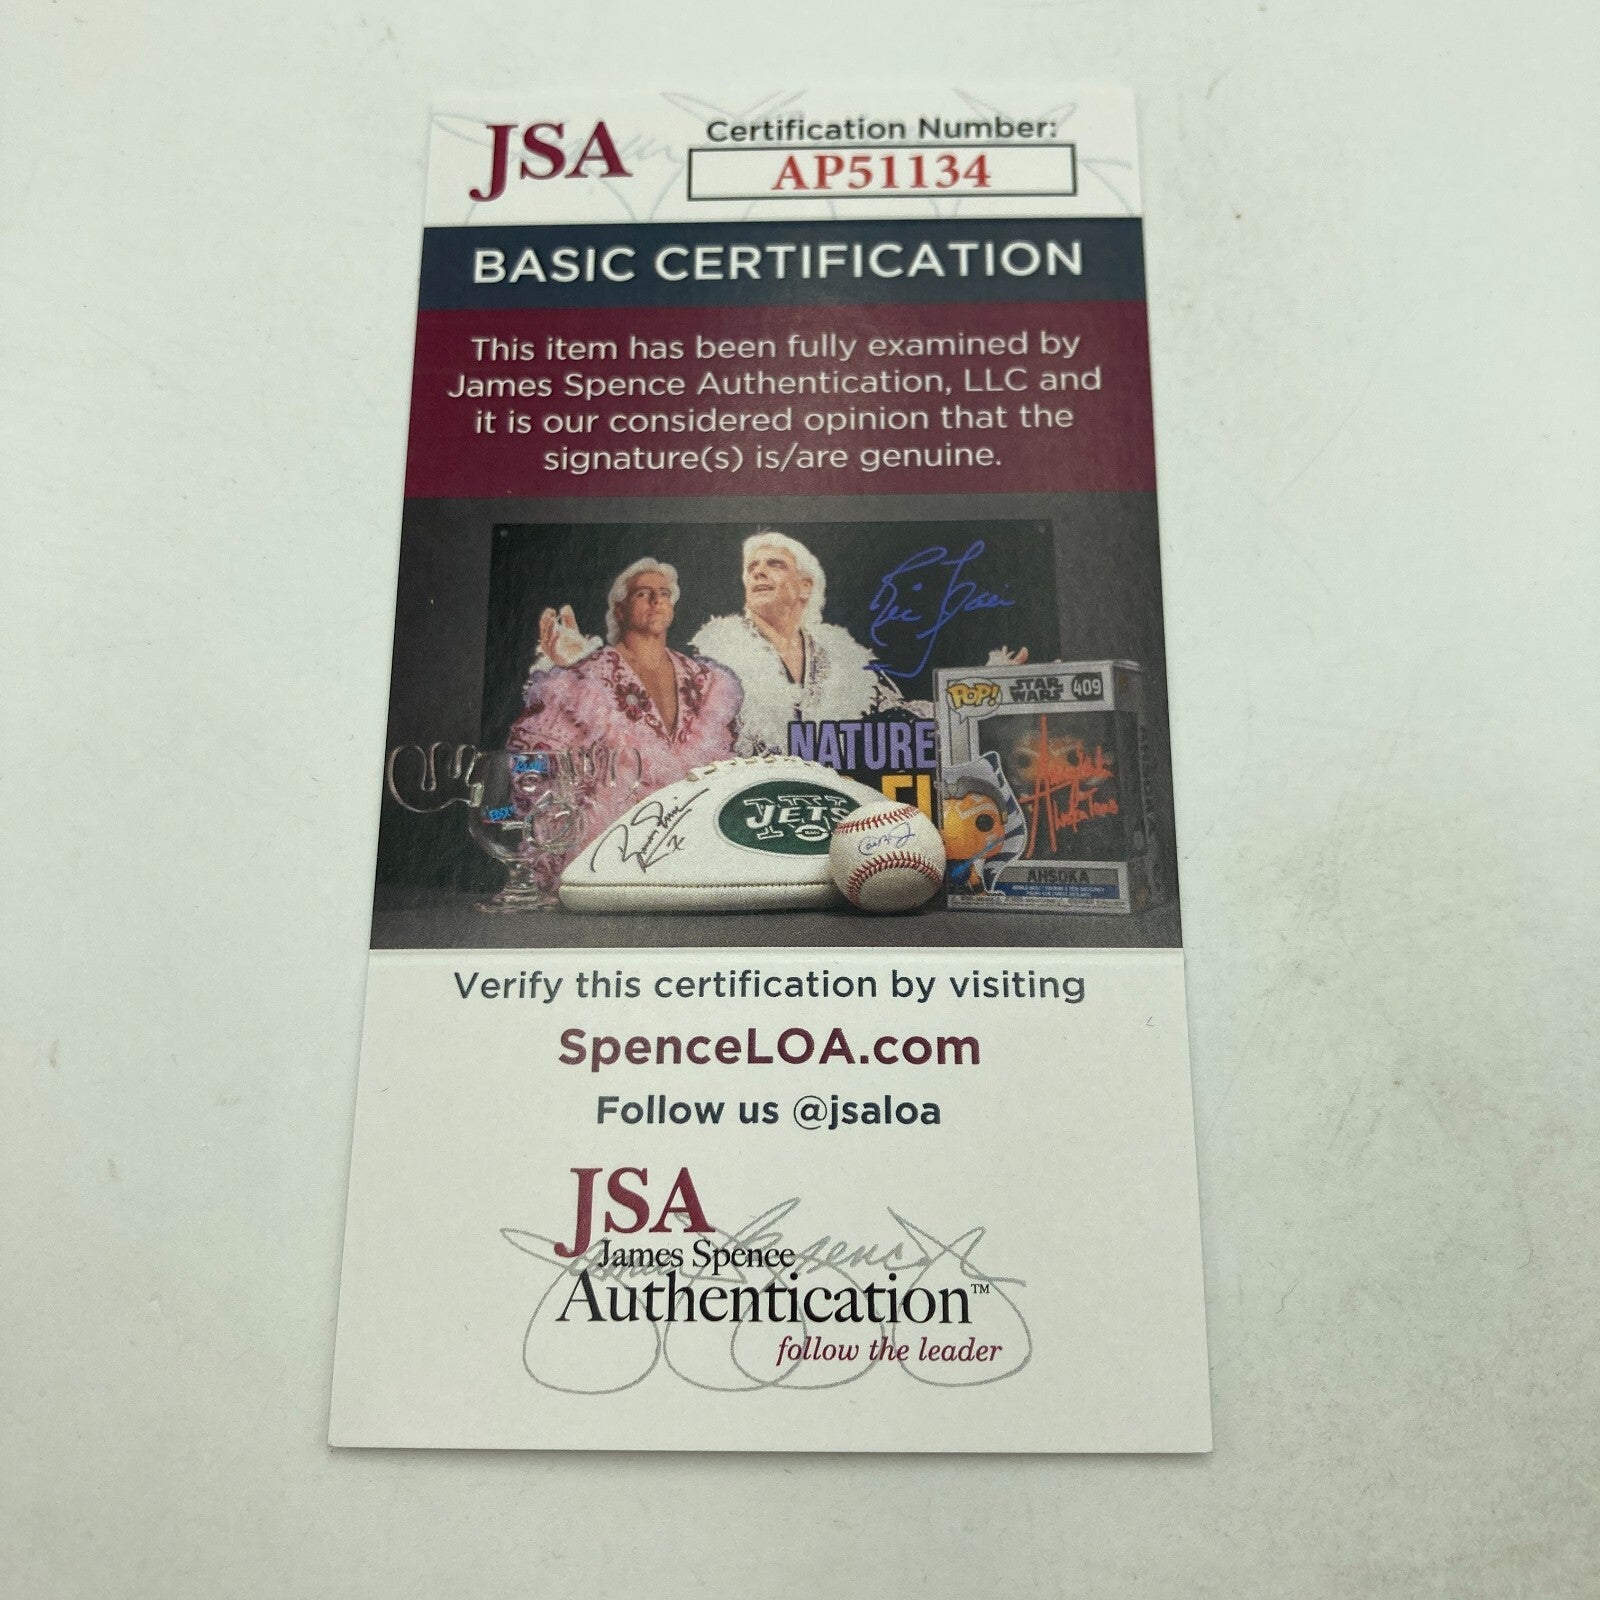 JSA
Certification Number:
AP51134
BASIC CERTIFICATION
This item has been fully examined by
James Spence Authentication, LLC and
it is our considered opinion that the
signature(s) is/are genuine.
NATURE
JETS
POP!
STAR
WARS
409
AHSOKA
Verify this certification by visiting
SpenceLOA.com
Follow us @jsaloa
JSA
James Spence
Authentication™
follow the leader